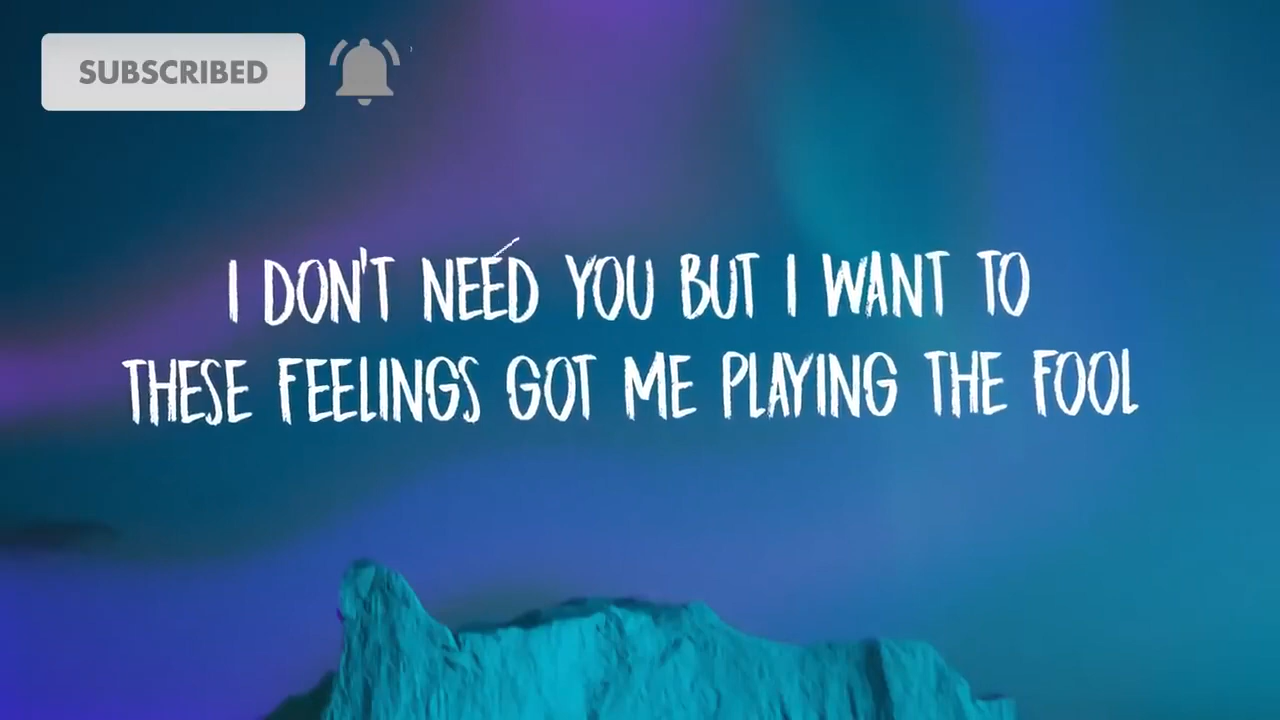 SUBSCRIBED
I DON'T NEED YOU BUT I WANT TO
THESE FEELINGS GOT ME PLAYING THE FOOL